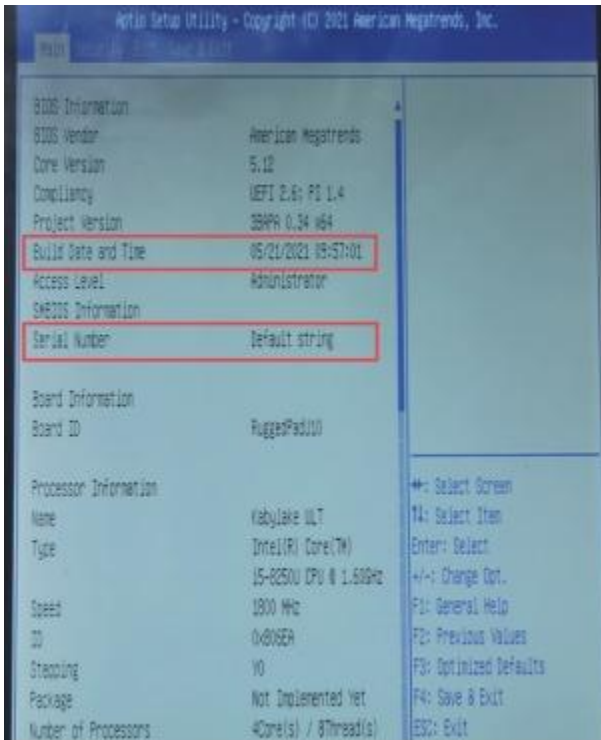 Aptio Setup Utility - Copyright (C) 2021 American Megatrends, Inc.
Main Save & Exit
BIOS Information
BIOS Vendor American Megatrends
Core Version 5.12
Compliancy UEFI 2.6; PI 1.4
Project Version 0.34 x64
Build Date and Time 05/21/2021 09:57:01
Access Level Administrator
SMBIOS Information
Serial Number Default string
Board Information
Board ID RuggedPadJ10
Processor Information
Name Kabylake ULT
Type Intel(R) Core(TM)
i5-8250U CPU @ 1.60GHz
Speed 1800 MHz
ID 0x806EA
Stepping Y0
Package Not Implemented Yet
Number of Processors 4Core(s) / 8Thread(s)
: Select Screen
↑↓: Select Item
Enter: Select
+/-: Change Opt.
F1: General Help
F2: Previous Values
F3: Optimized Defaults
F4: Save & Exit
ESC: Exit